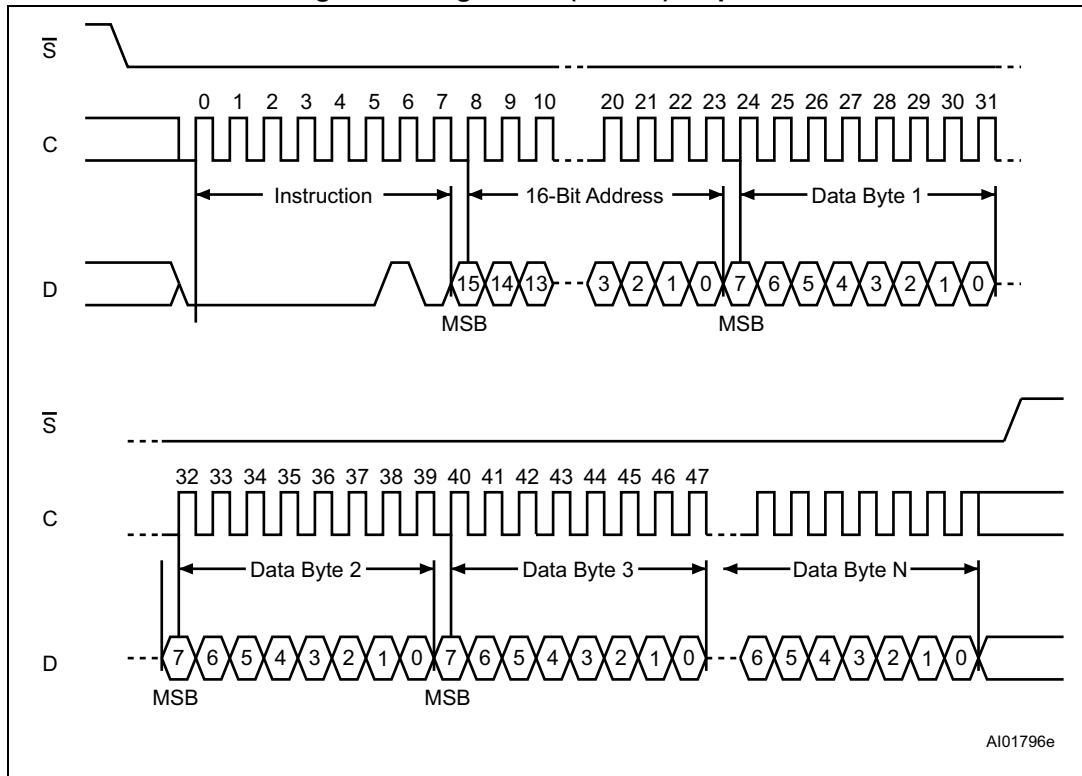 S̅
0 1 2 3 4 5 6 7 8 9 10 20 21 22 23 24 25 26 27 28 29 30 31
C
Instruction 16-Bit Address Data Byte 1
D 15 14 13 3 2 1 0 7 6 5 4 3 2 1 0
MSB MSB
S̅
32 33 34 35 36 37 38 39 40 41 42 43 44 45 46 47
C
Data Byte 2 Data Byte 3 Data Byte N
D 7 6 5 4 3 2 1 0 7 6 5 4 3 2 1 0 6 5 4 3 2 1 0
MSB MSB
AI01796e